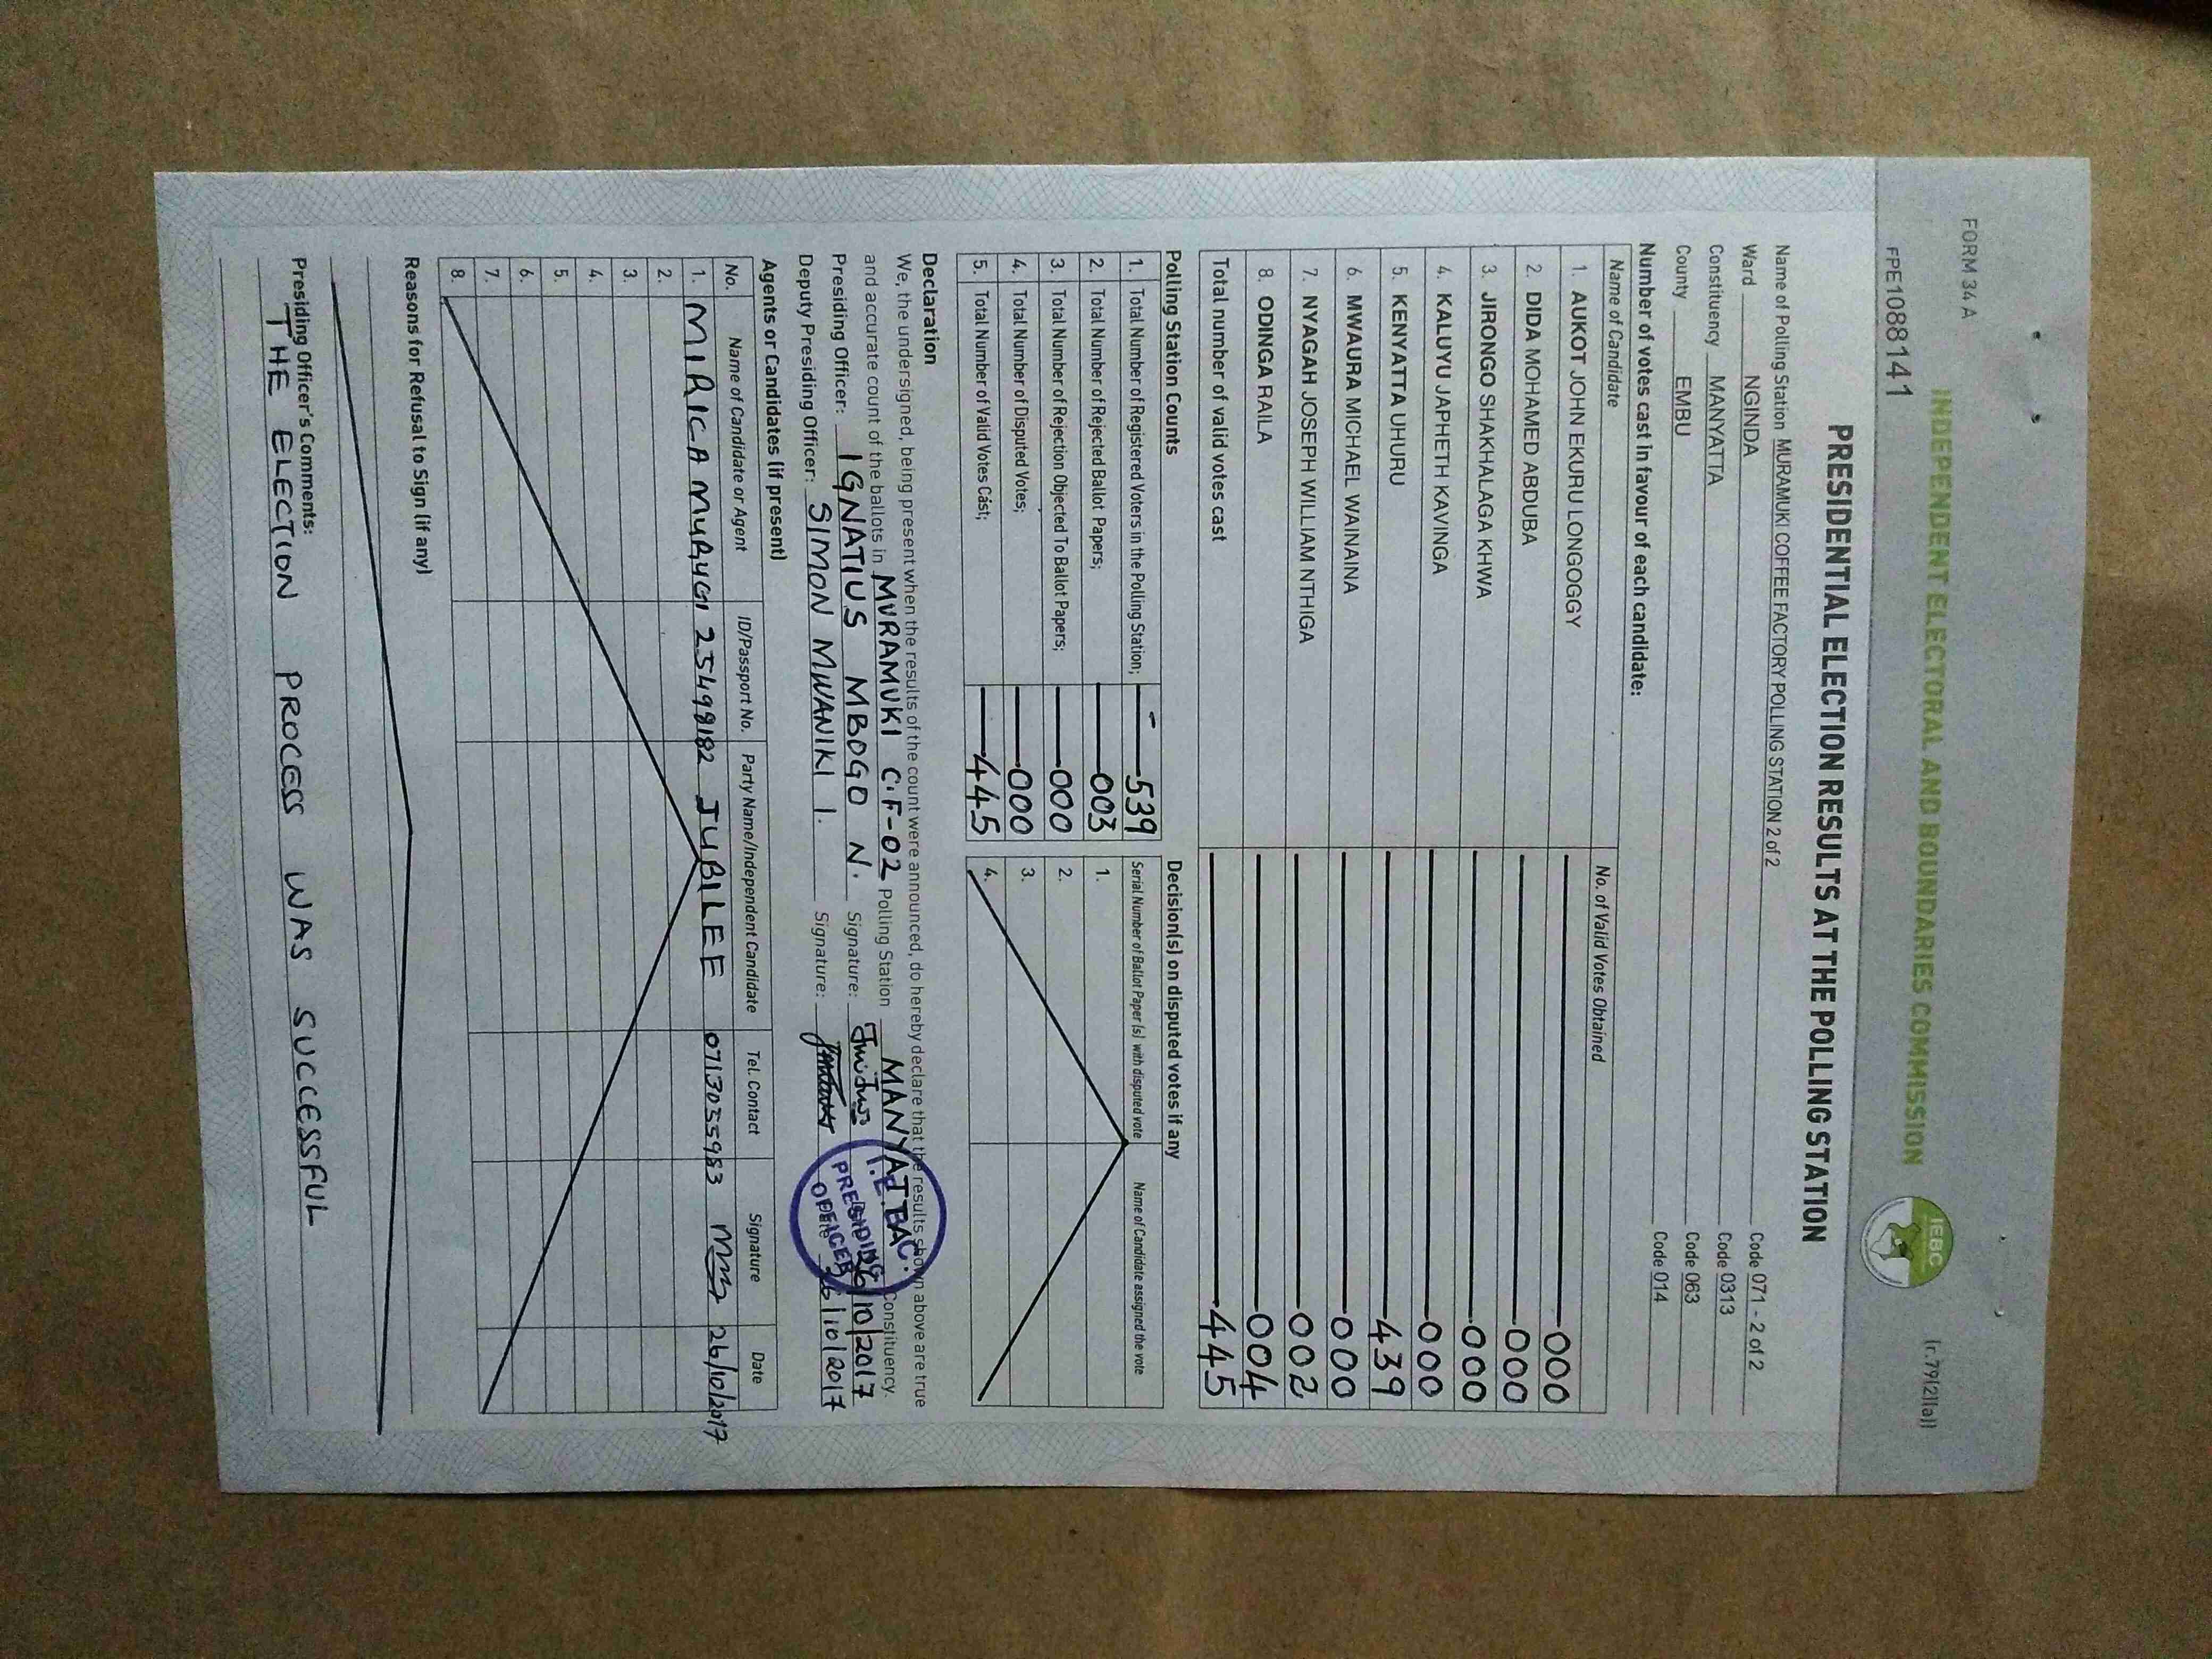 FORM 34 A
(r.79(2)(a))
INDEPENDENT ELECTORAL AND BOUNDARIES COMMISSION
IEBC
FPE1088141
PRESIDENTIAL ELECTION RESULTS AT THE POLLING STATION
Name of Polling Station MURAMUKI COFFEE FACTORY POLLING STATION 2 of 2 Code 071 - 2 of 2
Ward NGINDA Code 0313
Constituency MANYATTA Code 063
County EMBU Code 014
Number of votes cast in favour of each candidate:
Name of Candidate No. of Valid Votes Obtained
1. AUKOT JOHN EKURU LONGOGGY 000
2. DIDA MOHAMED ABDUBA 000
3. JIRONGO SHAKHALAGA KHWA 000
4. KALUYU JAPHETH KAVINGA 000
5. KENYATTA UHURU 439
6. MWAURA MICHAEL WAINAINA 000
7. NYAGAH JOSEPH WILLIAM NTHIGA 002
8. ODINGA RAILA 004
Total number of valid votes cast 445
Polling Station Counts
1. Total Number of Registered Voters in the Polling Station; 539
2. Total Number of Rejected Ballot Papers; 003
3. Total Number of Rejection Objected To Ballot Papers; 000
4. Total Number of Disputed Votes; 000
5. Total Number of Valid Votes Cast; 445
Decision(s) on disputed votes if any
Serial Number of Ballot Paper (s) with disputed vote Name of Candidate assigned the vote
1.
2.
3.
4.
Declaration
We, the undersigned, being present when the results of the count were announced, do hereby declare that the results shown above are true
and accurate count of the ballots in MURAMUKI C.F-02 Polling Station MANYATTA Constituency.
Presiding Officer: IGNATIUS MBOGO N. Signature: 26/10/2017
Deputy Presiding Officer: SIMON MWANIKI I. Signature: 26/10/2017
I.E.B.C.
PRESIDING
OFFICER
Agents or Candidates (if present)
No. Name of Candidate or Agent ID/Passport No. Party Name/Independent Candidate Tel. Contact Signature Date
1. MIRICA MURUGI 25499182 JUBILEE 0713055983 26/10/2017
2.
3.
4.
5.
6.
7.
8.
Reasons for Refusal to Sign (if any)
Presiding Officer's Comments:
THE ELECTION PROCESS WAS SUCCESSFUL